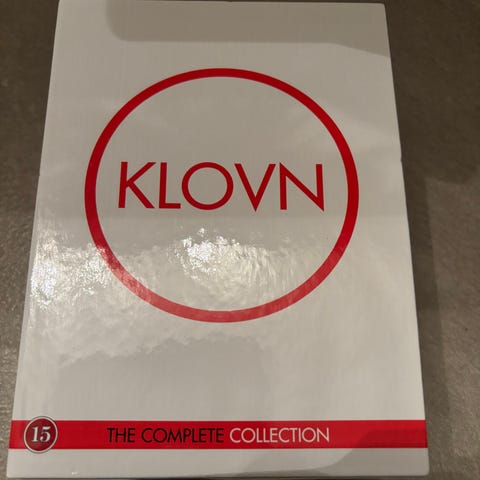 KLOVN
15 THE COMPLETE COLLECTION